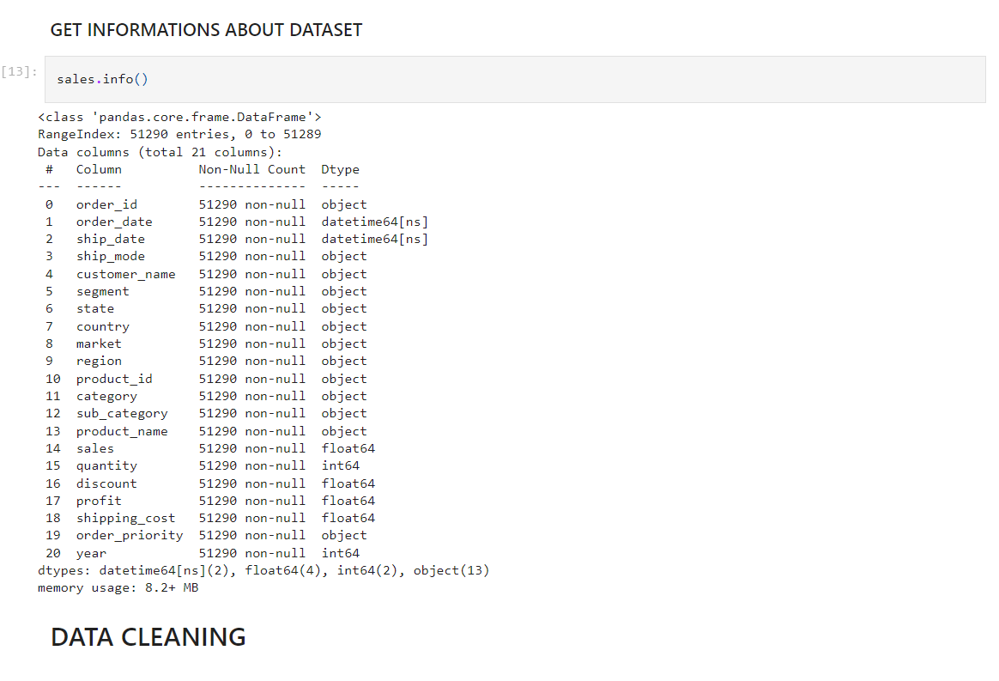 GET INFORMATIONS ABOUT DATASET
[13]:
sales.info()
<class 'pandas.core.frame.DataFrame'>
RangeIndex: 51290 entries, 0 to 51289
Data columns (total 21 columns):
 #   Column          Non-Null Count  Dtype
---  ------          --------------  -----
 0   order_id        51290 non-null  object
 1   order_date      51290 non-null  datetime64[ns]
 2   ship_date       51290 non-null  datetime64[ns]
 3   ship_mode       51290 non-null  object
 4   customer_name   51290 non-null  object
 5   segment         51290 non-null  object
 6   state           51290 non-null  object
 7   country         51290 non-null  object
 8   market          51290 non-null  object
 9   region          51290 non-null  object
 10  product_id      51290 non-null  object
 11  category        51290 non-null  object
 12  sub_category    51290 non-null  object
 13  product_name    51290 non-null  object
 14  sales           51290 non-null  float64
 15  quantity        51290 non-null  int64
 16  discount        51290 non-null  float64
 17  profit          51290 non-null  float64
 18  shipping_cost   51290 non-null  float64
 19  order_priority  51290 non-null  object
 20  year            51290 non-null  int64
dtypes: datetime64[ns](2), float64(4), int64(2), object(13)
memory usage: 8.2+ MB
DATA CLEANING